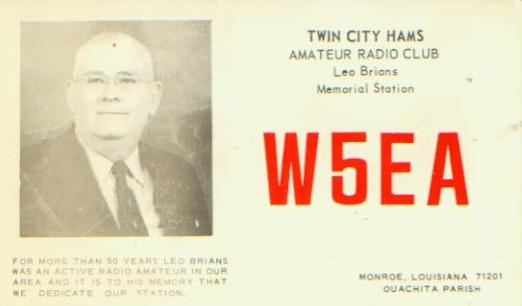 TWIN CITY HAMS
AMATEUR RADIO CLUB
Leo Brians
Memorial Station
W5EA
FOR MORE THAN 50 YEARS LEO BRIANS
WAS AN ACTIVE RADIO AMATEUR IN OUR
AREA AND IT IS TO HIS MEMORY THAT
WE DEDICATE OUR STATION.
MONROE, LOUISIANA 71201
OUACHITA PARISH